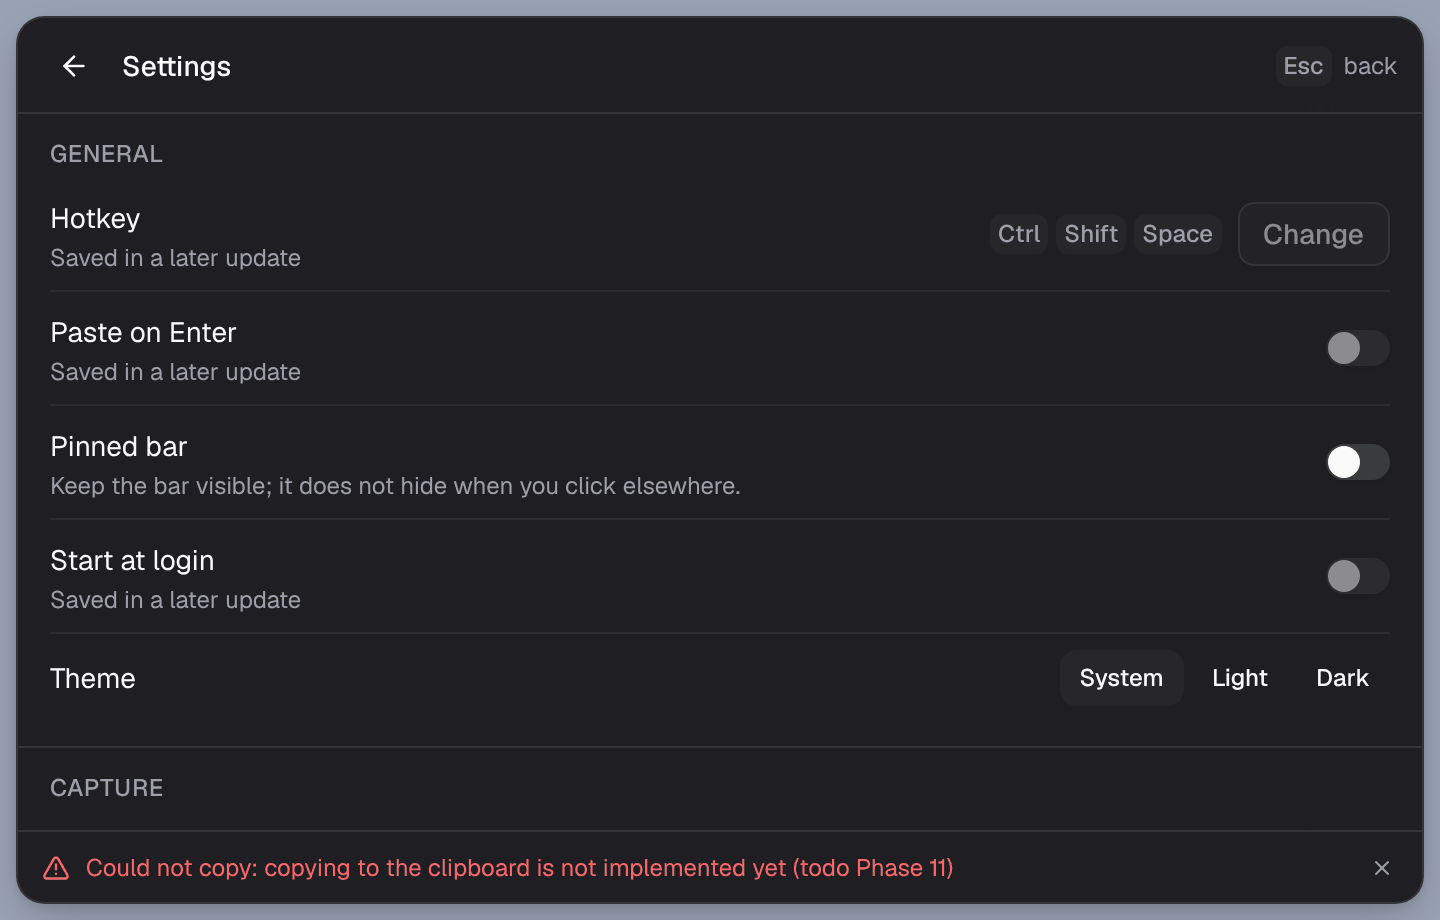 Settings
Esc back
GENERAL
Hotkey
Saved in a later update
Ctrl Shift Space Change
Paste on Enter
Saved in a later update
Pinned bar
Keep the bar visible; it does not hide when you click elsewhere.
Start at login
Saved in a later update
Theme
System Light Dark
CAPTURE
Could not copy: copying to the clipboard is not implemented yet (todo Phase 11)